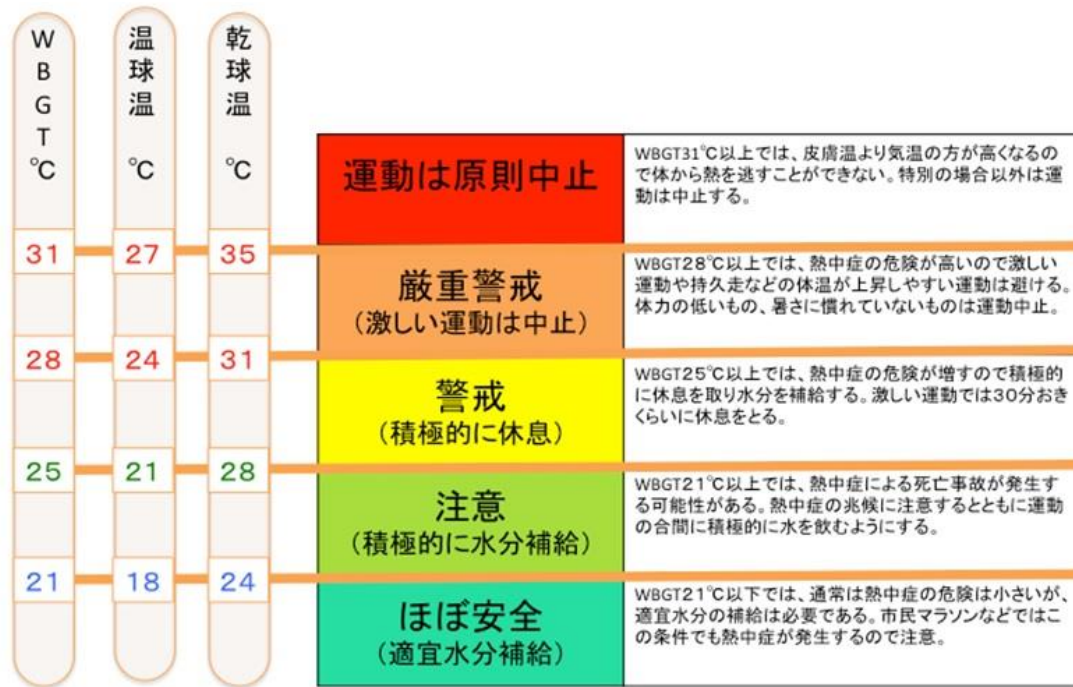 WBGT ℃
温球温 ℃
乾球温 ℃
運動は原則中止
WBGT31℃以上では、皮膚温より気温の方が高くなるの
で体から熱を逃すことができない。特別の場合以外は運
動は中止する。
31 27 35
厳重警戒
(激しい運動は中止)
WBGT28℃以上では、熱中症の危険が高いので激しい
運動や持久走などの体温が上昇しやすい運動は避ける。
体力の低いもの、暑さに慣れていないものは運動中止。
28 24 31
警戒
(積極的に休息)
WBGT25℃以上では、熱中症の危険が増すので積極的
に休息を取り水分を補給する。激しい運動では30分おき
くらいに休息をとる。
25 21 28
注意
(積極的に水分補給)
WBGT21℃以上では、熱中症による死亡事故が発生す
る可能性がある。熱中症の兆候に注意するとともに運動
の合間に積極的に水を飲むようにする。
21 18 24
ほぼ安全
(適宜水分補給)
WBGT21℃以下では、通常は熱中症の危険は小さいが、
適宜水分の補給は必要である。市民マラソンなどではこ
の条件でも熱中症が発生するので注意。